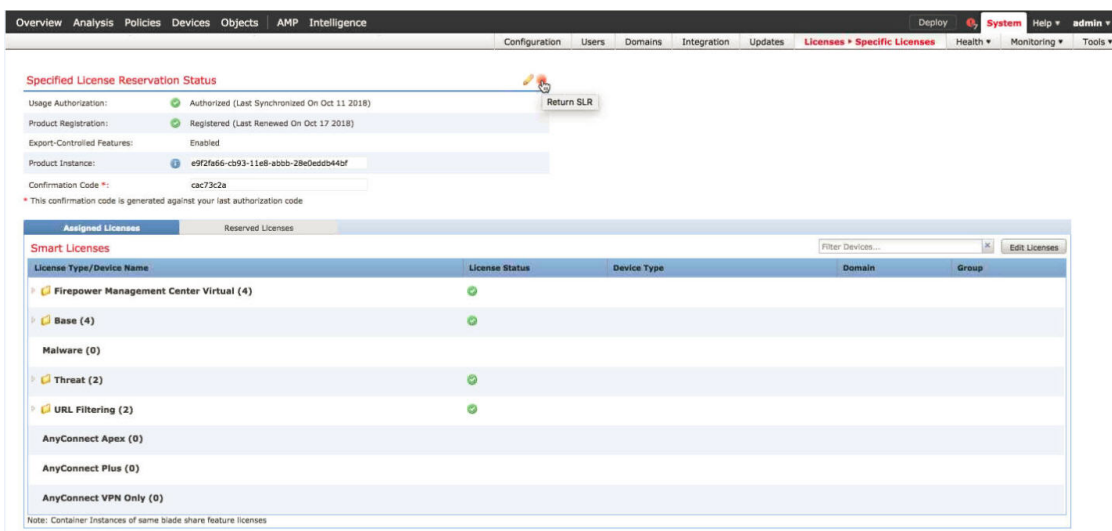 Overview Analysis Policies Devices Objects AMP Intelligence Deploy System Help admin
Configuration Users Domains Integration Updates Licenses Specific Licenses Health Monitoring Tools
Specified License Reservation Status
Return SLR
Usage Authorization: Authorized (Last Synchronized On Oct 11 2018)
Product Registration: Registered (Last Renewed On Oct 17 2018)
Export-Controlled Features: Enabled
Product Instance: e9f2fa66-cb93-11e8-abbb-28e0eddb44bf
Confirmation Code *: cac73c2a
* This confirmation code is generated against your last authorization code
Assigned Licenses Reserved Licenses
Smart Licenses Filter Devices... Edit Licenses
License Type/Device Name License Status Device Type Domain Group
Firepower Management Center Virtual (4)
Base (4)
Malware (0)
Threat (2)
URL Filtering (2)
AnyConnect Apex (0)
AnyConnect Plus (0)
AnyConnect VPN Only (0)
Note: Container Instances of same blade share feature licenses